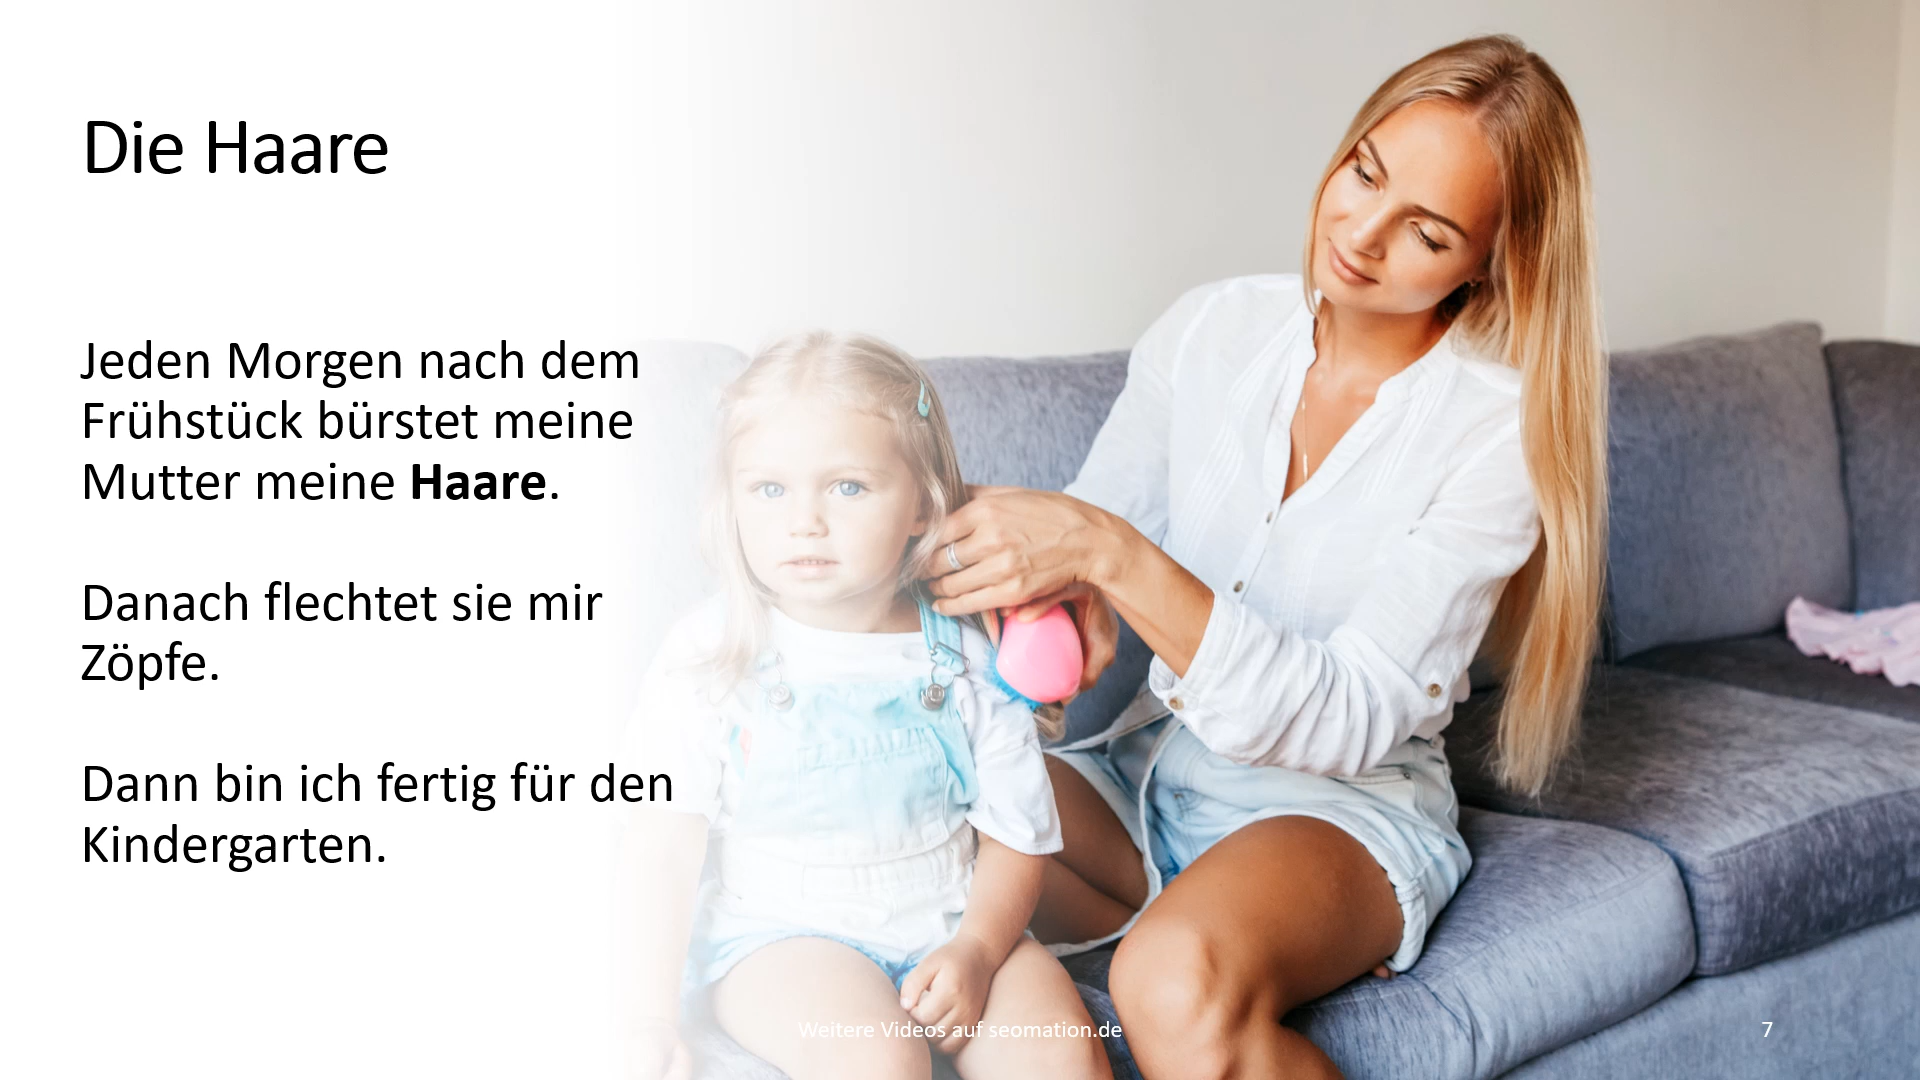 Die Haare
Jeden Morgen nach dem
Frühstück bürstet meine
Mutter meine Haare.
Danach flechtet sie mir
Zöpfe.
Dann bin ich fertig für den
Kindergarten.
Weitere Videos auf seomation.de
7